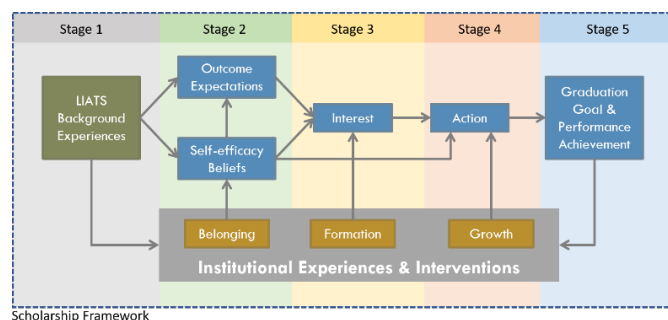 Stage 1
Stage 2
Stage 3
Stage 4
Stage 5
LIATS
Background
Experiences
Outcome
Expectations
Self-efficacy
Beliefs
Interest
Action
Graduation
Goal &
Performance
Achievement
Belonging
Formation
Growth
Institutional Experiences & Interventions
Scholarship Framework